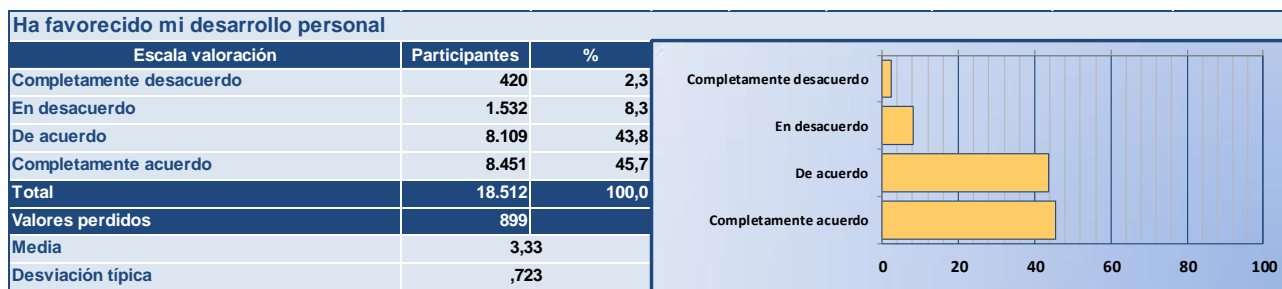 Ha favorecido mi desarrollo personal
Escala valoración Participantes %
Completamente desacuerdo 420 2,3
En desacuerdo 1.532 8,3
De acuerdo 8.109 43,8
Completamente acuerdo 8.451 45,7
Total 18.512 100,0
Valores perdidos 899
Media 3,33
Desviación típica ,723
Completamente desacuerdo
En desacuerdo
De acuerdo
Completamente acuerdo
0 20 40 60 80 100